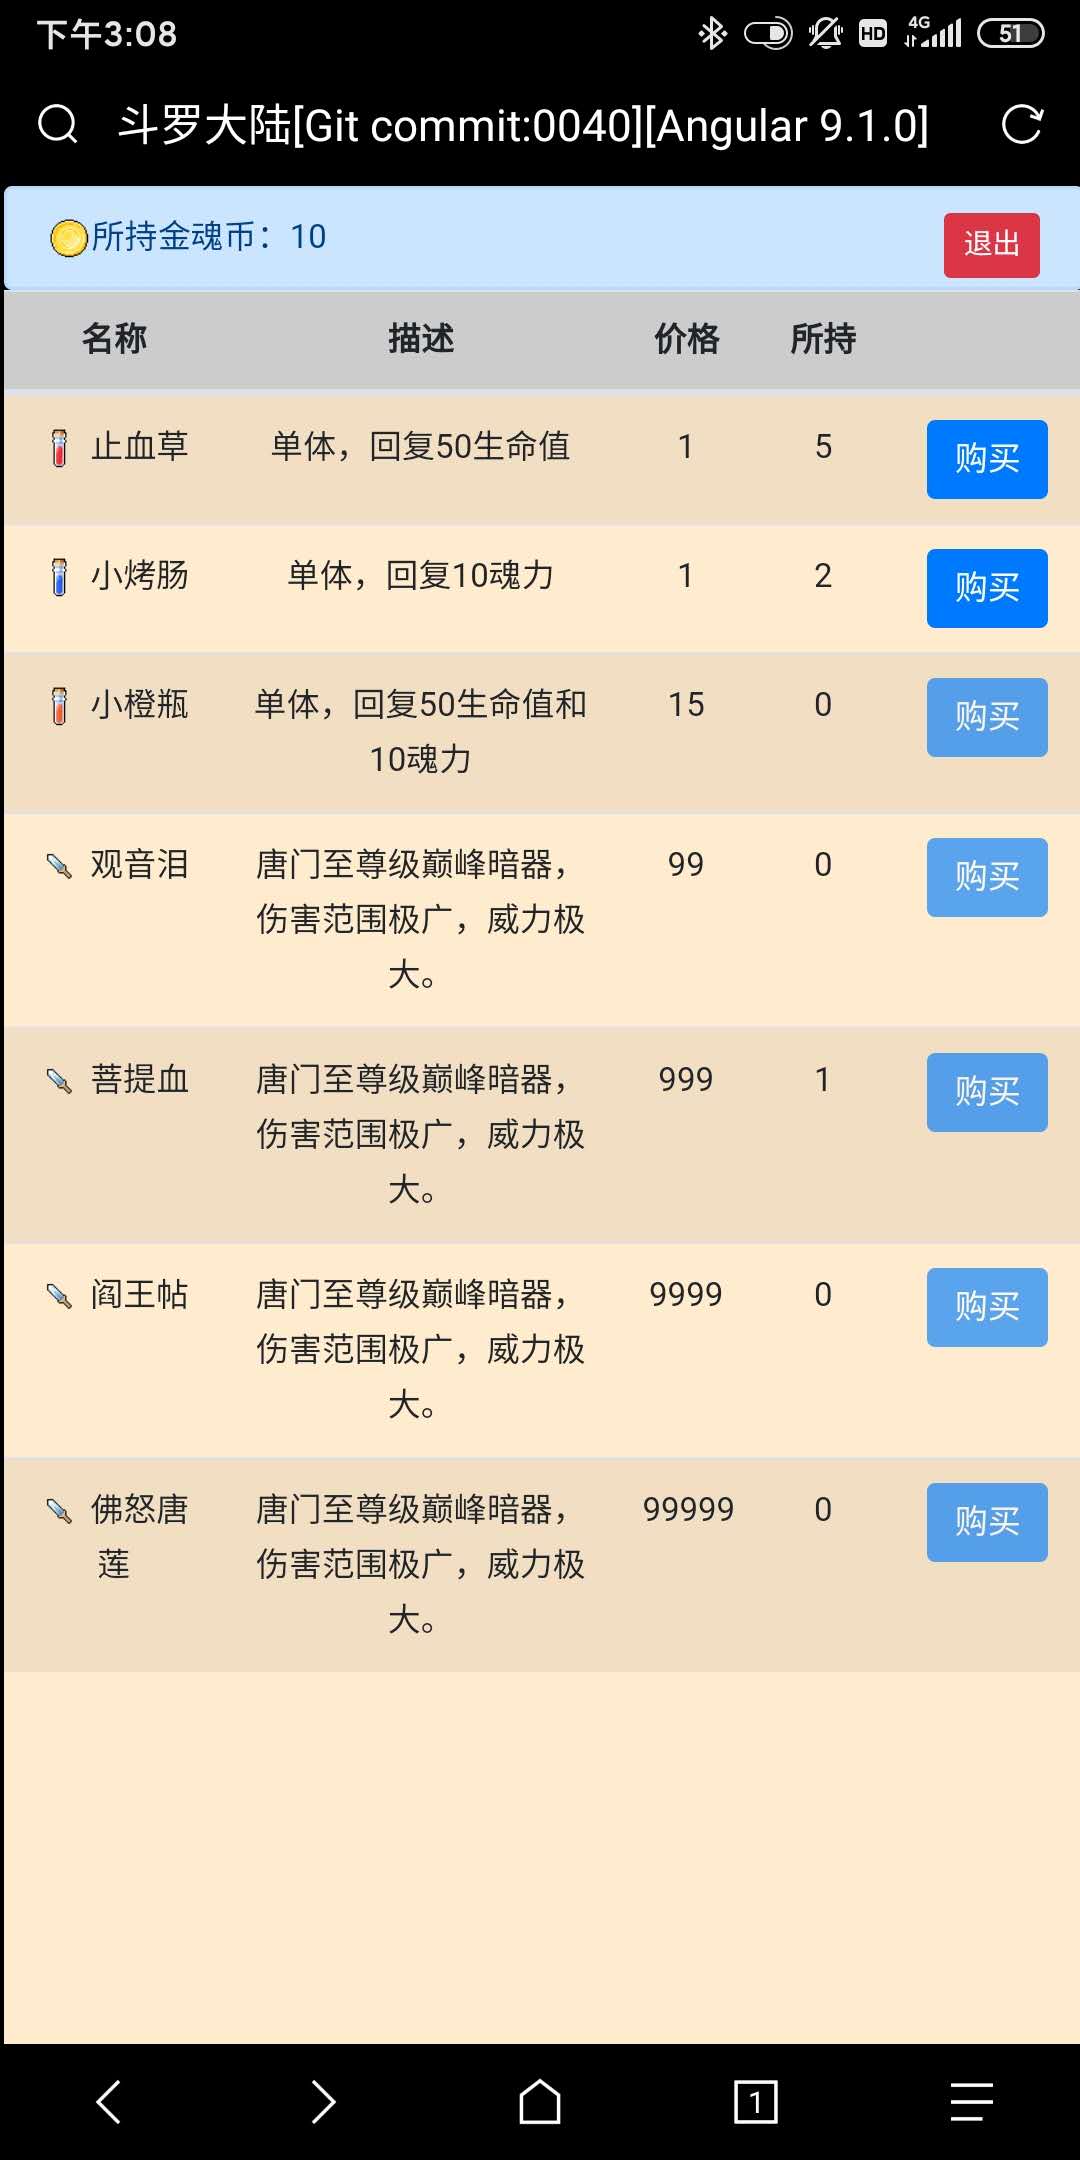 下午3:08
HD 4G 51
斗罗大陆[Git commit:0040][Angular 9.1.0]
所持金魂币：10 退出
名称 描述 价格 所持
止血草 单体，回复50生命值 1 5 购买
小烤肠 单体，回复10魂力 1 2 购买
小橙瓶 单体，回复50生命值和 15 0 购买
10魂力
观音泪 唐门至尊级巅峰暗器， 99 0 购买
伤害范围极广，威力极
大。
菩提血 唐门至尊级巅峰暗器， 999 1 购买
伤害范围极广，威力极
大。
阎王帖 唐门至尊级巅峰暗器， 9999 0 购买
伤害范围极广，威力极
大。
佛怒唐 唐门至尊级巅峰暗器， 99999 0 购买
莲 伤害范围极广，威力极
大。
1